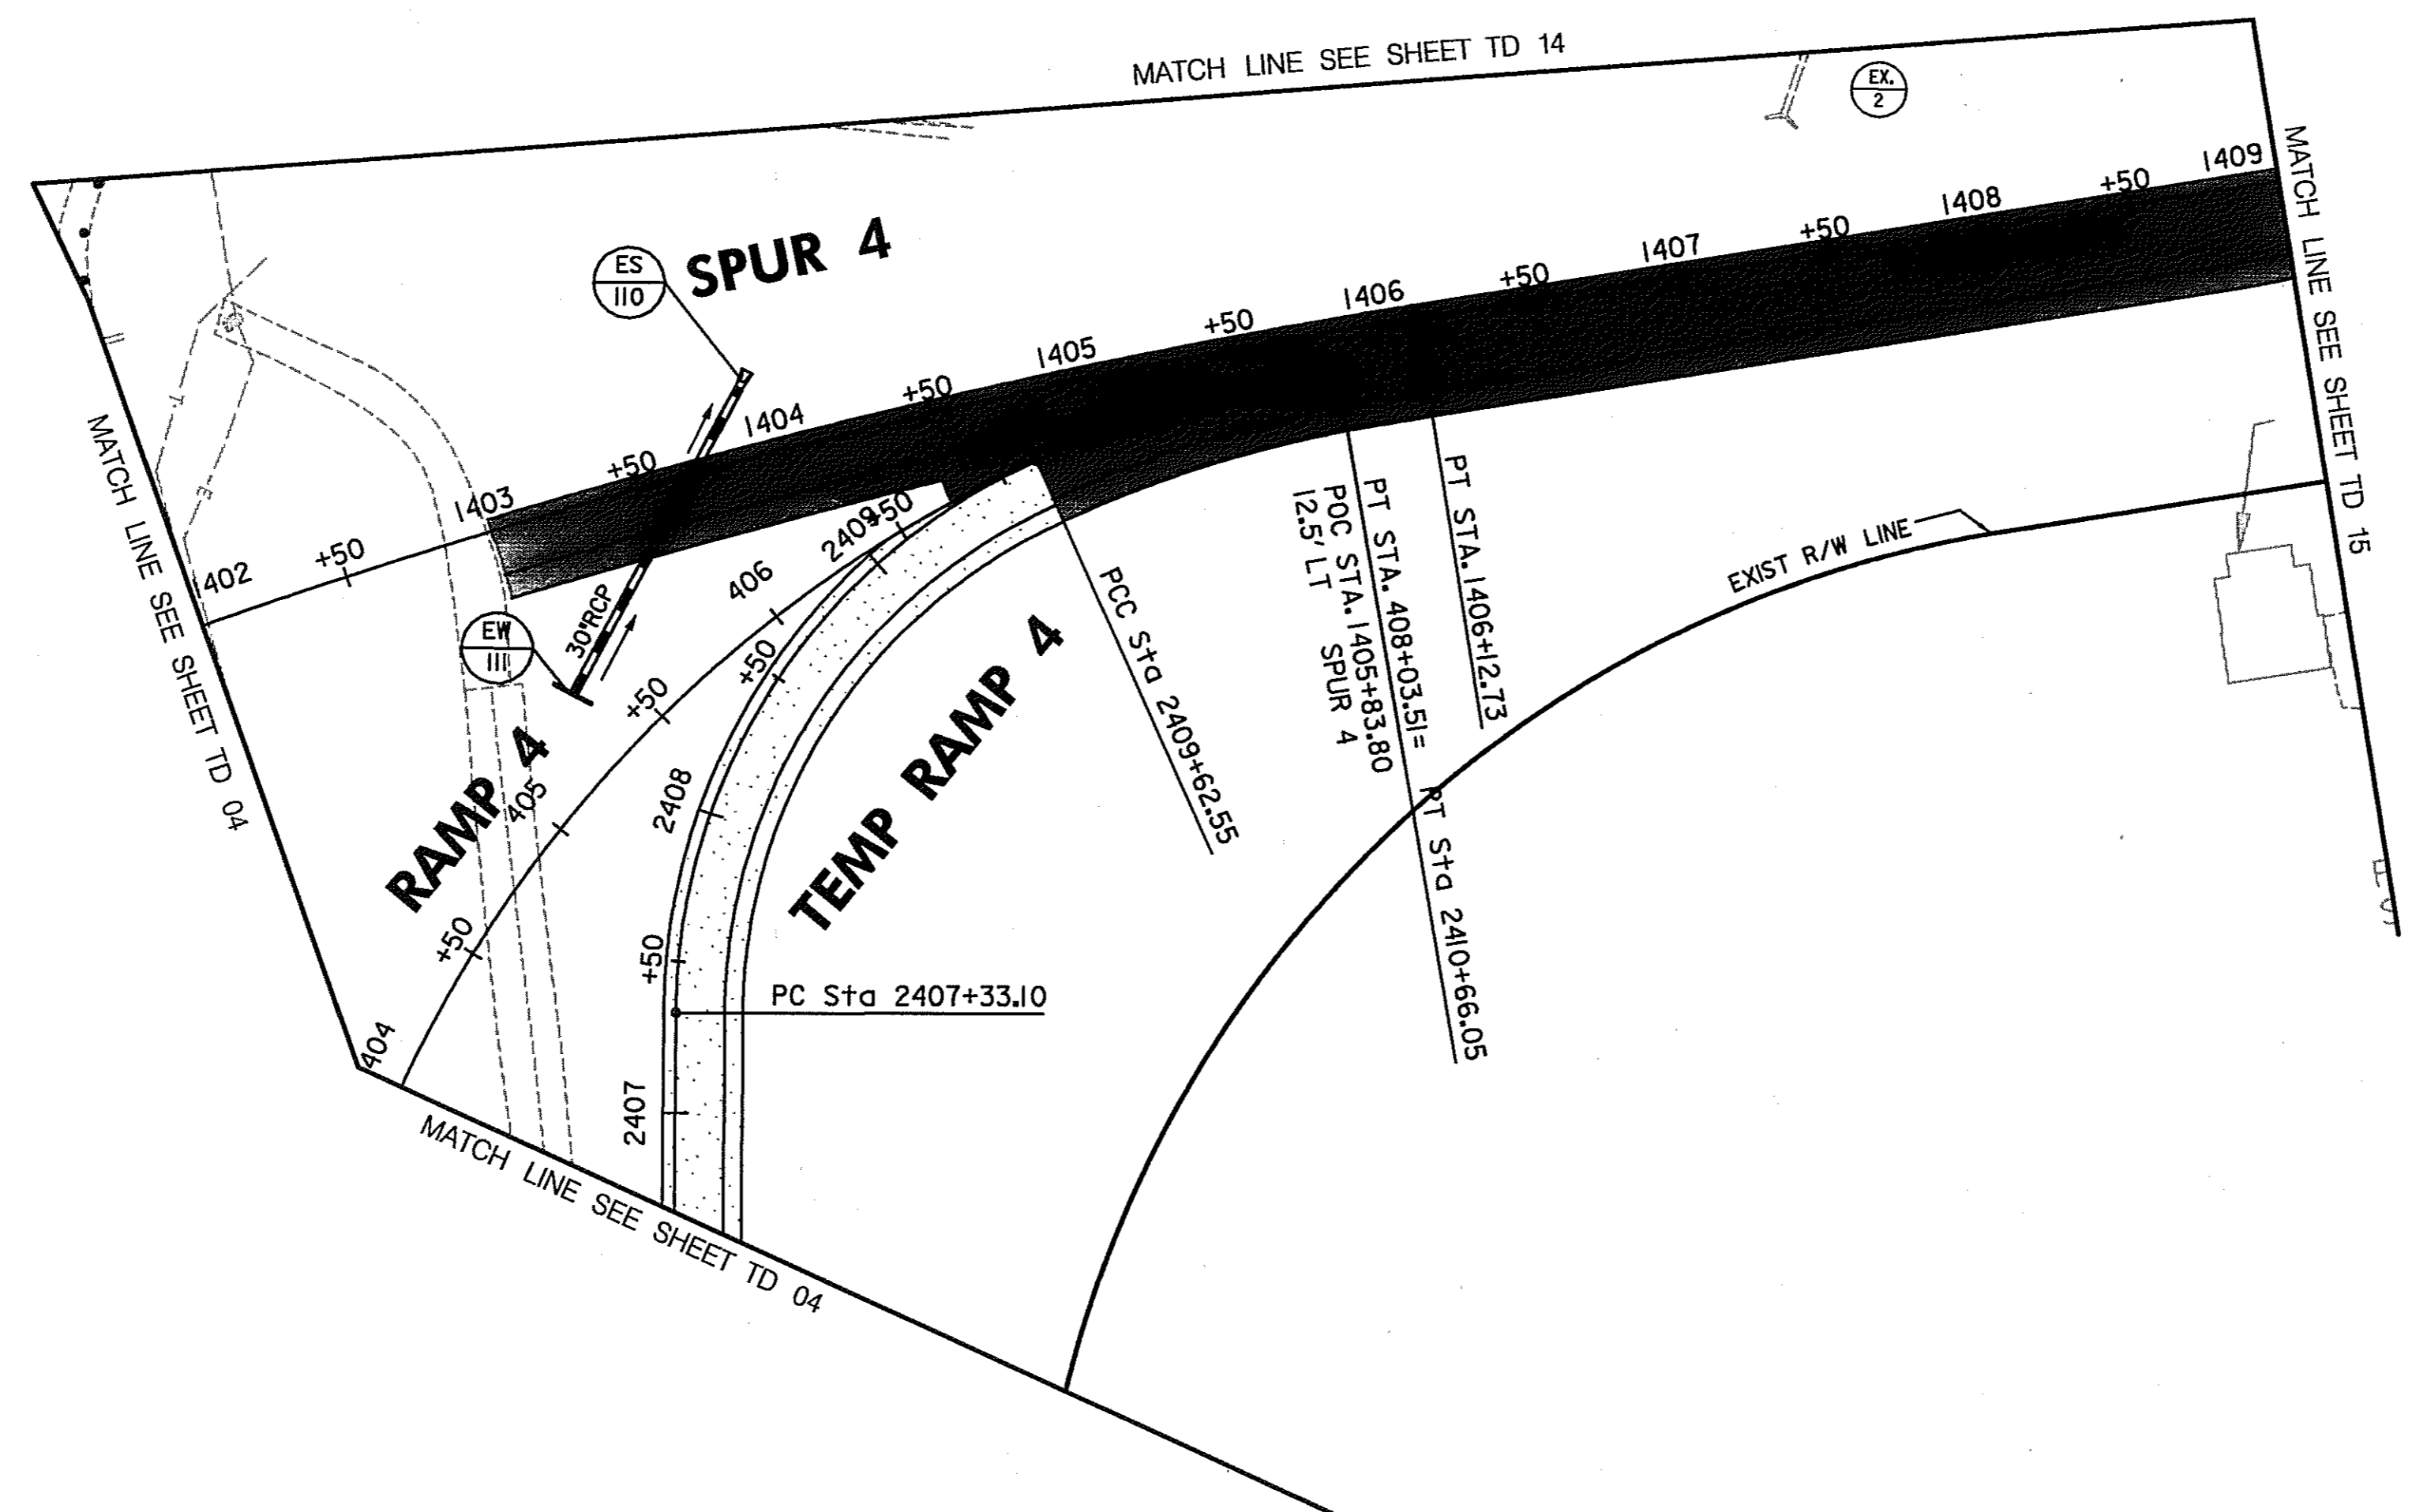 MATCH LINE SEE SHEET TD 14
EX.
2
1409
+50
1408
+50
1407
+50
1406
+50
1405
+50
1404
+50
1403
+50
1402
MATCH LINE SEE SHEET TD 15
ES
110
SPUR 4
MATCH LINE SEE SHEET TD 04
T
E
EW
111
30"RCP
2409
+50
406
+50
+50
RAMP 4
405
+50
404
TEMP RAMP 4
2408
+50
2407
PC Sta 2407+33.10
PCC Sta 2409+62.55
PT STA. 408+03.51=
POC STA. 1405+83.80
12.5' LT SPUR 4
PT STA. 1406+12.73
PT Sta 2410+66.05
EXIST R/W LINE
MATCH LINE SEE SHEET TD 04